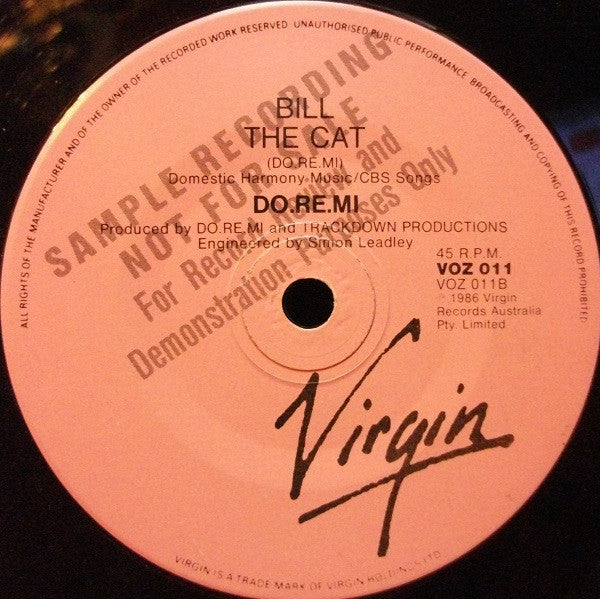 ALL RIGHTS OF THE MANUFACTURER AND OF THE OWNER OF THE RECORDED WORK RESERVED UNAUTHORISED PUBLIC PERFORMANCE, BROADCASTING AND COPYING OF THIS RECORD PROHIBITED
SAMPLE RECORDING
NOT FOR SALE
For Record Review and
Demonstration Purposes Only
BILL
THE CAT
(DO.RE.MI)
Domestic Harmony Music/CBS Songs
DO.RE.MI
Produced by DO.RE.MI and TRACKDOWN PRODUCTIONS
Engineered by Simon Leadley
45 R.P.M.
VOZ 011
VOZ 011B
℗ 1986 Virgin
Records Australia
Pty. Limited
Virgin
VIRGIN IS A TRADE MARK OF VIRGIN HOLDINGS LTD